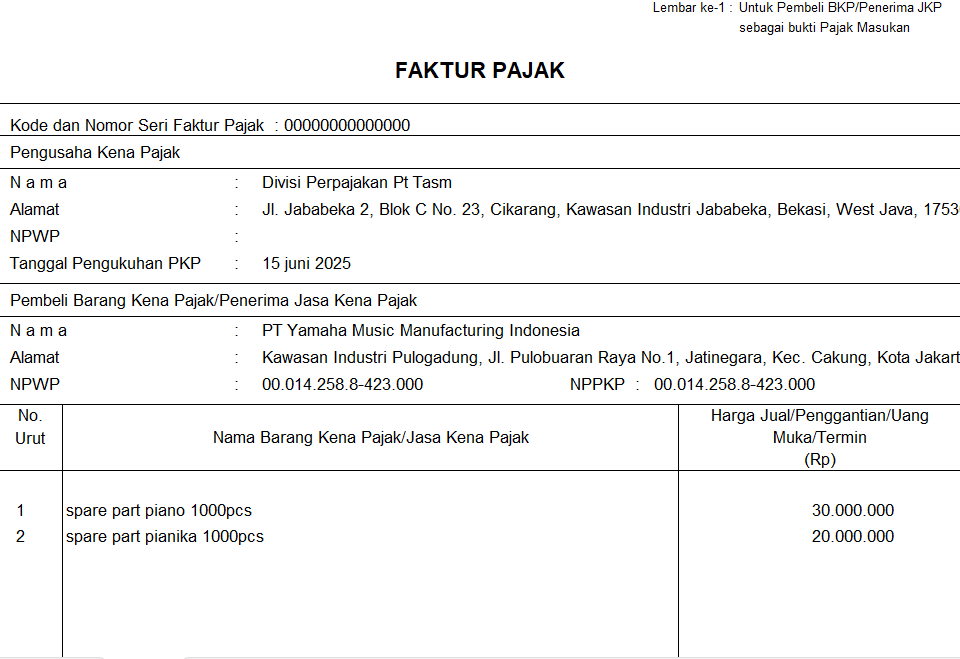 Lembar ke-1 : Untuk Pembeli BKP/Penerima JKP
sebagai bukti Pajak Masukan
FAKTUR PAJAK
Kode dan Nomor Seri Faktur Pajak : 00000000000000
Pengusaha Kena Pajak
N a m a : Divisi Perpajakan Pt Tasm
Alamat : Jl. Jababeka 2, Blok C No. 23, Cikarang, Kawasan Industri Jababeka, Bekasi, West Java, 1753
NPWP :
Tanggal Pengukuhan PKP : 15 juni 2025
Pembeli Barang Kena Pajak/Penerima Jasa Kena Pajak
N a m a : PT Yamaha Music Manufacturing Indonesia
Alamat : Kawasan Industri Pulogadung, Jl. Pulobuaran Raya No.1, Jatinegara, Kec. Cakung, Kota Jakart
NPWP : 00.014.258.8-423.000 NPPKP : 00.014.258.8-423.000
No. Urut
Nama Barang Kena Pajak/Jasa Kena Pajak
Harga Jual/Penggantian/Uang
Muka/Termin
(Rp)
1 spare part piano 1000pcs 30.000.000
2 spare part pianika 1000pcs 20.000.000